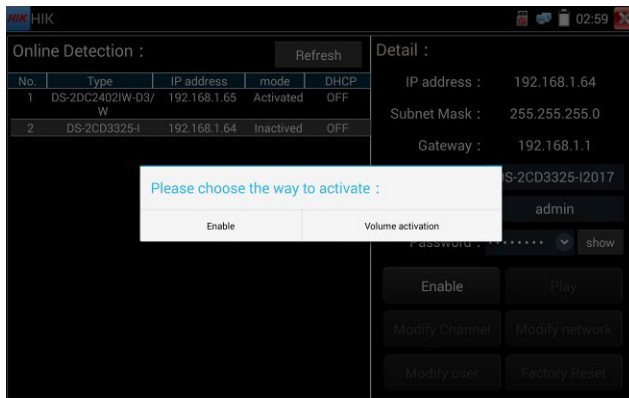 HIK HIK 02:59
Online Detection : Refresh
No. Type IP address mode DHCP
1 DS-2DC2402IW-D3/ 192.168.1.65 Activated OFF
W
2 DS-2CD3325-I 192.168.1.64 Inactived OFF
Detail :
IP address : 192.168.1.64
Subnet Mask : 255.255.255.0
Gateway : 192.168.1.1
S-2CD3325-I2017
admin
Password : show
Please choose the way to activate :
Enable Volume activation
Enable Play
Modify Channel Modify network
Modify user Factory Reset